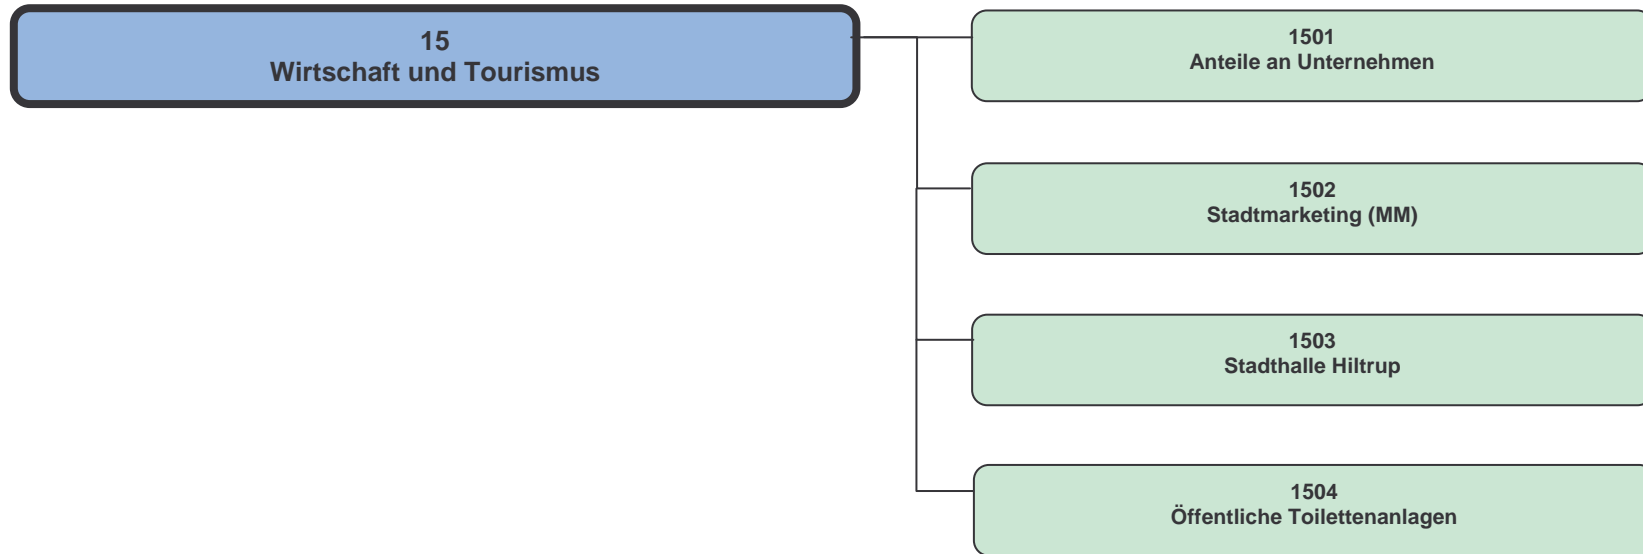 15
Wirtschaft und Tourismus
1501
Anteile an Unternehmen
1502
Stadtmarketing (MM)
1503
Stadthalle Hiltrup
1504
Öffentliche Toilettenanlagen